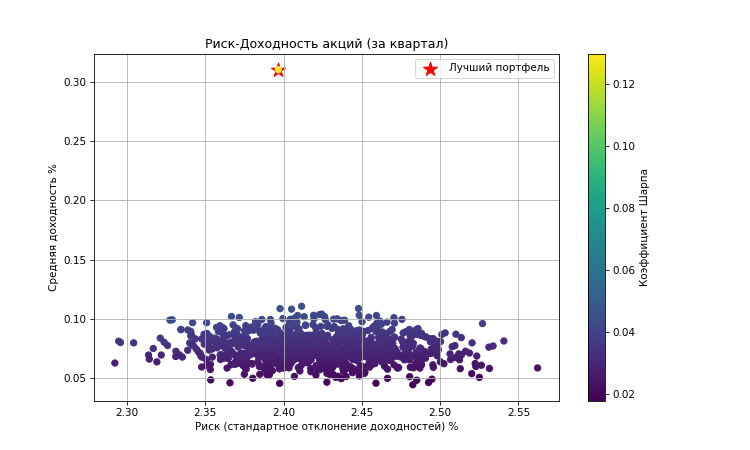 Риск-Доходность акций (за квартал)
Лучший портфель
Средняя доходность %
0.30
0.25
0.20
0.15
0.10
0.05
2.30 2.35 2.40 2.45 2.50 2.55
Риск (стандартное отклонение доходностей) %
0.12
0.10
0.08
0.06
0.04
0.02
Коэффициент Шарпа